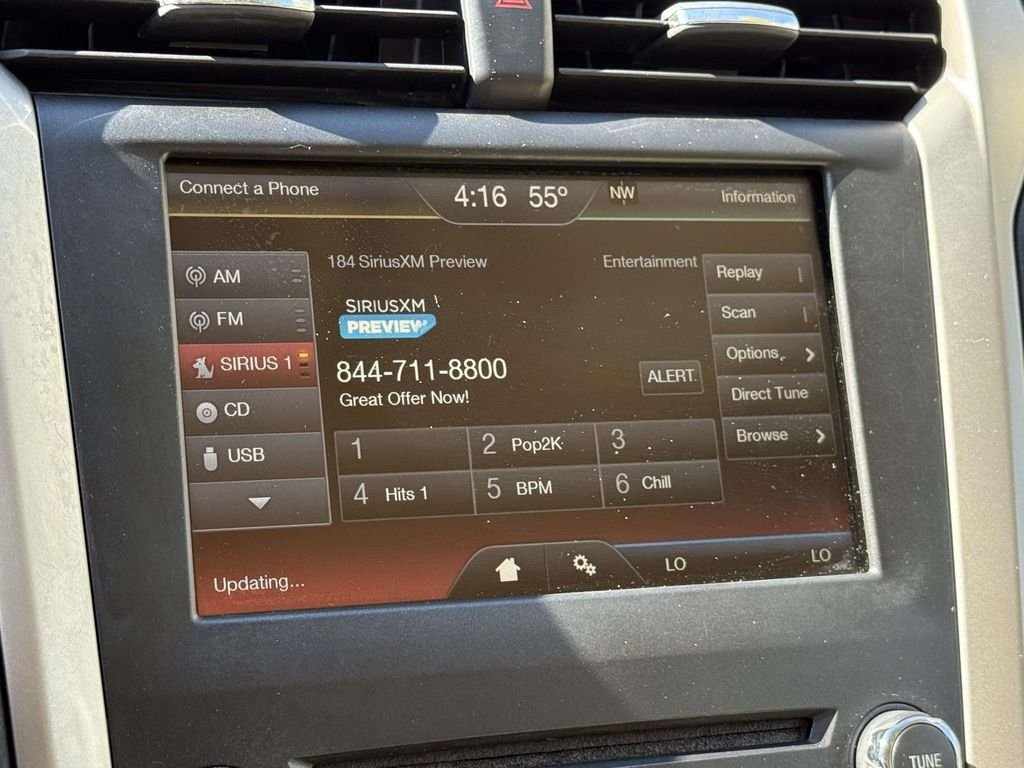 Connect a Phone
4:16 55° NW
Information
AM
FM
SIRIUS 1
CD
USB
184 SiriusXM Preview
Entertainment
SIRIUSXM
PREVIEW
844-711-8800
Great Offer Now!
ALERT
1
2 Pop2K
3
4 Hits 1
5 BPM
6 Chill
Replay
Scan
Options
Direct Tune
Browse
Updating...
LO
LO
TUNE